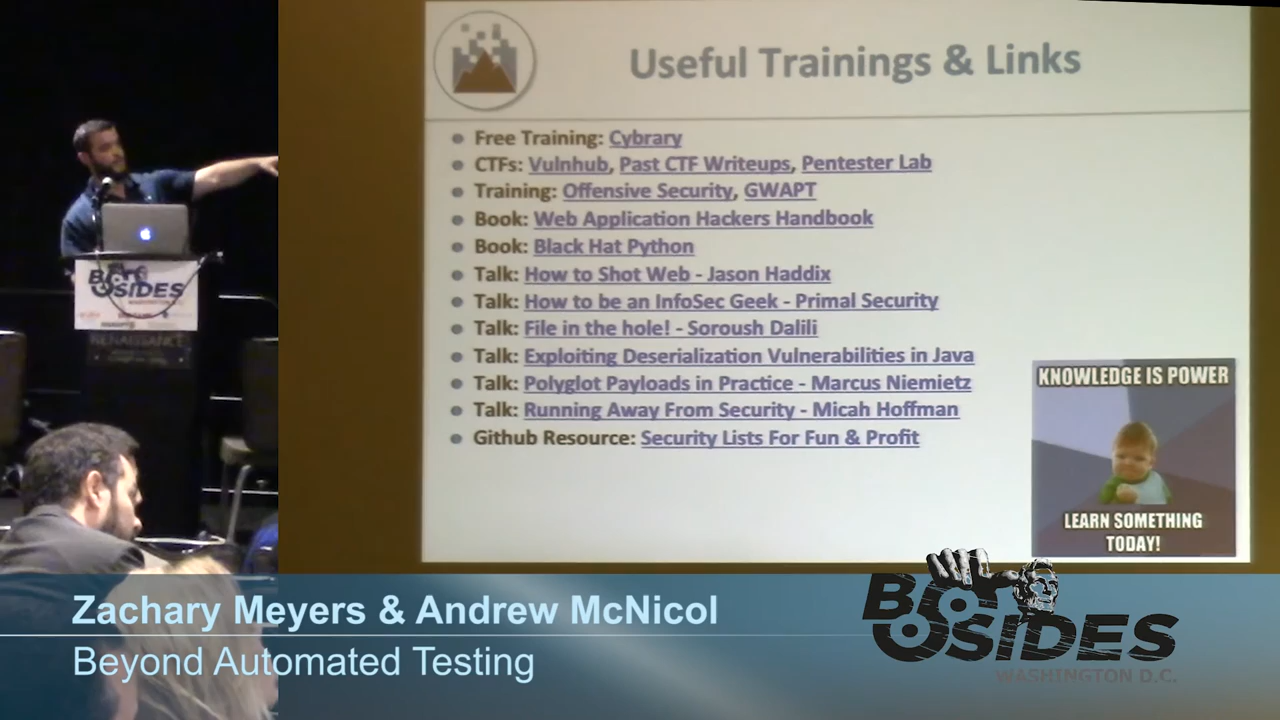 Useful Trainings & Links
Free Training: Cybrary
CTFs: Vulnhub, Past CTF Writeups, Pentester Lab
Training: Offensive Security, GWAPT
Book: Web Application Hackers Handbook
Book: Black Hat Python
Talk: How to Shot Web - Jason Haddix
Talk: How to be an InfoSec Geek - Primal Security
Talk: File in the hole! - Soroush Dalili
Talk: Exploiting Deserialization Vulnerabilities in Java
Talk: Polyglot Payloads in Practice - Marcus Niemietz
Talk: Running Away From Security - Micah Hoffman
Github Resource: Security Lists For Fun & Profit
KNOWLEDGE IS POWER
LEARN SOMETHING
TODAY!
BSIDES
RENAISSANCE
Zachary Meyers & Andrew McNicol
Beyond Automated Testing
BSIDES
WASHINGTON D.C.